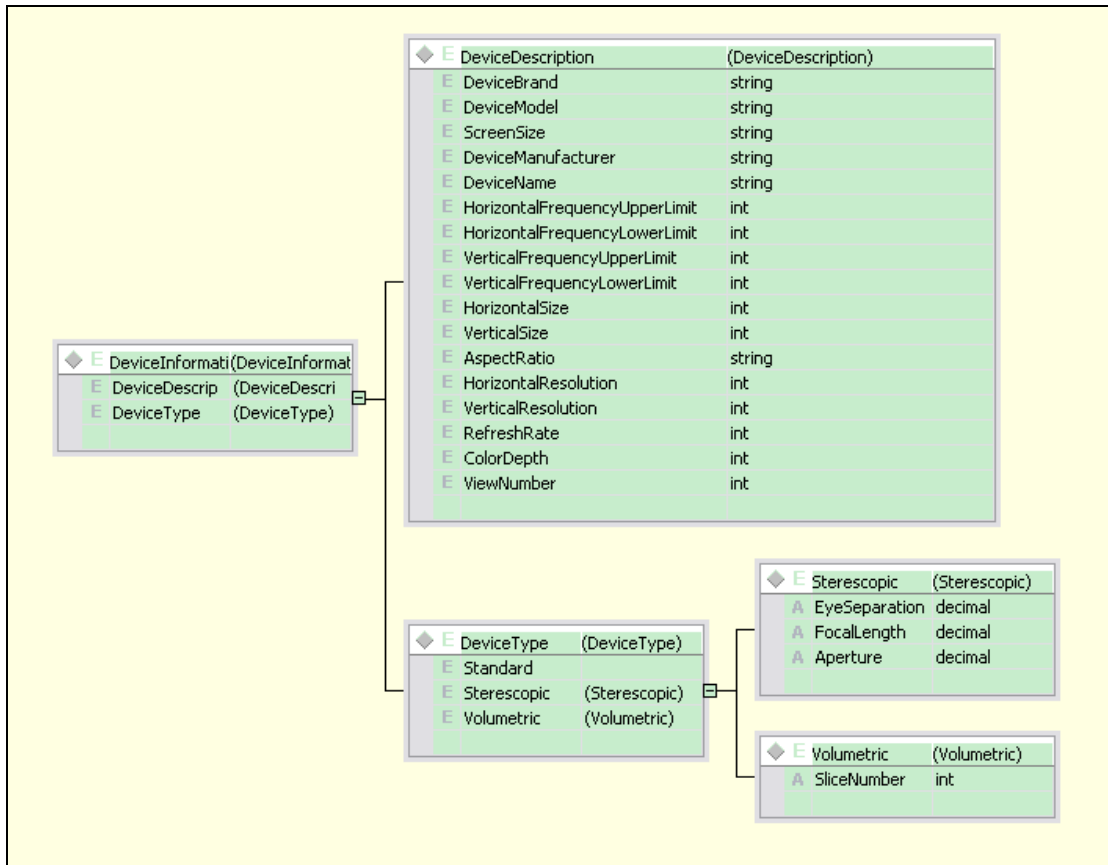 E DeviceDescription (DeviceDescription)
E DeviceBrand string
E DeviceModel string
E ScreenSize string
E DeviceManufacturer string
E DeviceName string
E HorizontalFrequencyUpperLimit int
E HorizontalFrequencyLowerLimit int
E VerticalFrequencyUpperLimit int
E VerticalFrequencyLowerLimit int
E HorizontalSize int
E VerticalSize int
E AspectRatio string
E HorizontalResolution int
E VerticalResolution int
E RefreshRate int
E ColorDepth int
E ViewNumber int
E DeviceInformati(DeviceInformat
E DeviceDescrip (DeviceDescri
E DeviceType (DeviceType)
E DeviceType (DeviceType)
E Standard
E Sterescopic (Sterescopic)
E Volumetric (Volumetric)
E Sterescopic (Sterescopic)
A EyeSeparation decimal
A FocalLength decimal
A Aperture decimal
E Volumetric (Volumetric)
A SliceNumber int